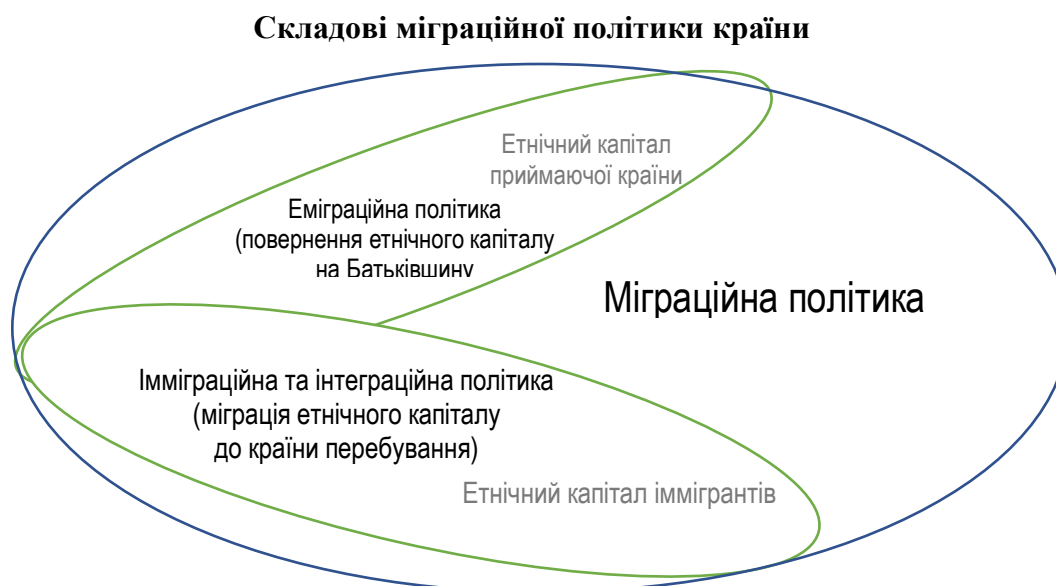 Складові міграційної політики країни
Етнічний капітал
приймаючої країни
Еміграційна політика
(повернення етнічного капіталу
на Батьківщину
Міграційна політика
Імміграційна та інтеграційна політика
(міграція етнічного капіталу
до країни перебування)
Етнічний капітал іммігрантів